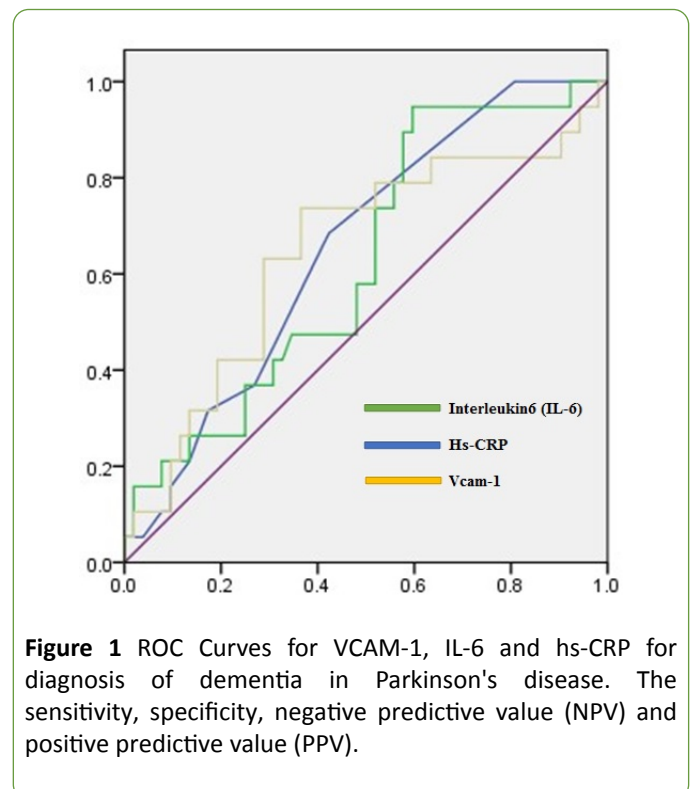 1.0
0.8
0.6
0.4
0.2
0.0
Interleukin6 (IL-6)
Hs-CRP
Vcam-1
0.0 0.2 0.4 0.6 0.8 1.0
Figure 1 ROC Curves for VCAM-1, IL-6 and hs-CRP for
diagnosis of dementia in Parkinson's disease. The
sensitivity, specificity, negative predictive value (NPV) and
positive predictive value (PPV).